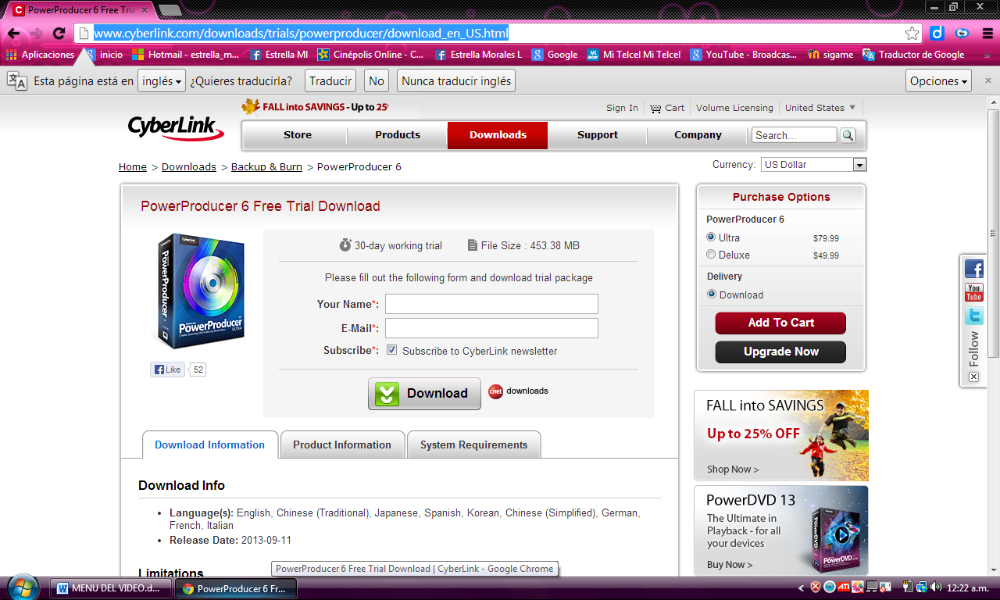 PowerProducer 6 Free Tria
www.cyberlink.com/downloads/trials/powerproducer/download_en_US.html
Aplicaciones
inicio
Hotmail - estrella_m...
Estrella Ml
Cinépolis Online - C...
Estrella Morales L
Google
Mi Telcel Mi Telcel
YouTube - Broadcas...
sigame
Traductor de Google
Esta página está en inglés ¿Quieres traducirla? Traducir No Nunca traducir inglés Opciones
FALL into SAVINGS - Up to 25
Sign In Cart Volume Licensing United States
CyberLink
Store Products Downloads Support Company Search...
Home > Downloads > Backup & Burn > PowerProducer 6
Currency: US Dollar
PowerProducer 6 Free Trial Download
30-day working trial File Size : 453.38 MB
Please fill out the following form and download trial package
Your Name*:
E-Mail*:
Subscribe*: Subscribe to CyberLink newsletter
Download
cnet downloads
CyberLink
PowerProducer
PowerProducer
ULTRA
Like 52
Purchase Options
PowerProducer 6
Ultra $79.99
Deluxe $49.99
Delivery
Download
Add To Cart
Upgrade Now
You
Tube
Follow
Download Information Product Information System Requirements
Download Info
Language(s): English, Chinese (Traditional), Japanese, Spanish, Korean, Chinese (Simplified), German,
French, Italian
Release Date: 2013-09-11
Limitations
FALL into SAVINGS
Up to 25% OFF
Shop Now >
PowerDVD 13
The Ultimate in
Playback - for all
your devices
Buy Now >
PowerDVD
PowerDVD
PowerProducer 6 Free Trial Download | CyberLink - Google Chrome
MENU DEL VIDEO.d...
PowerProducer 6 Fr...
ATI
12:22 a.m.